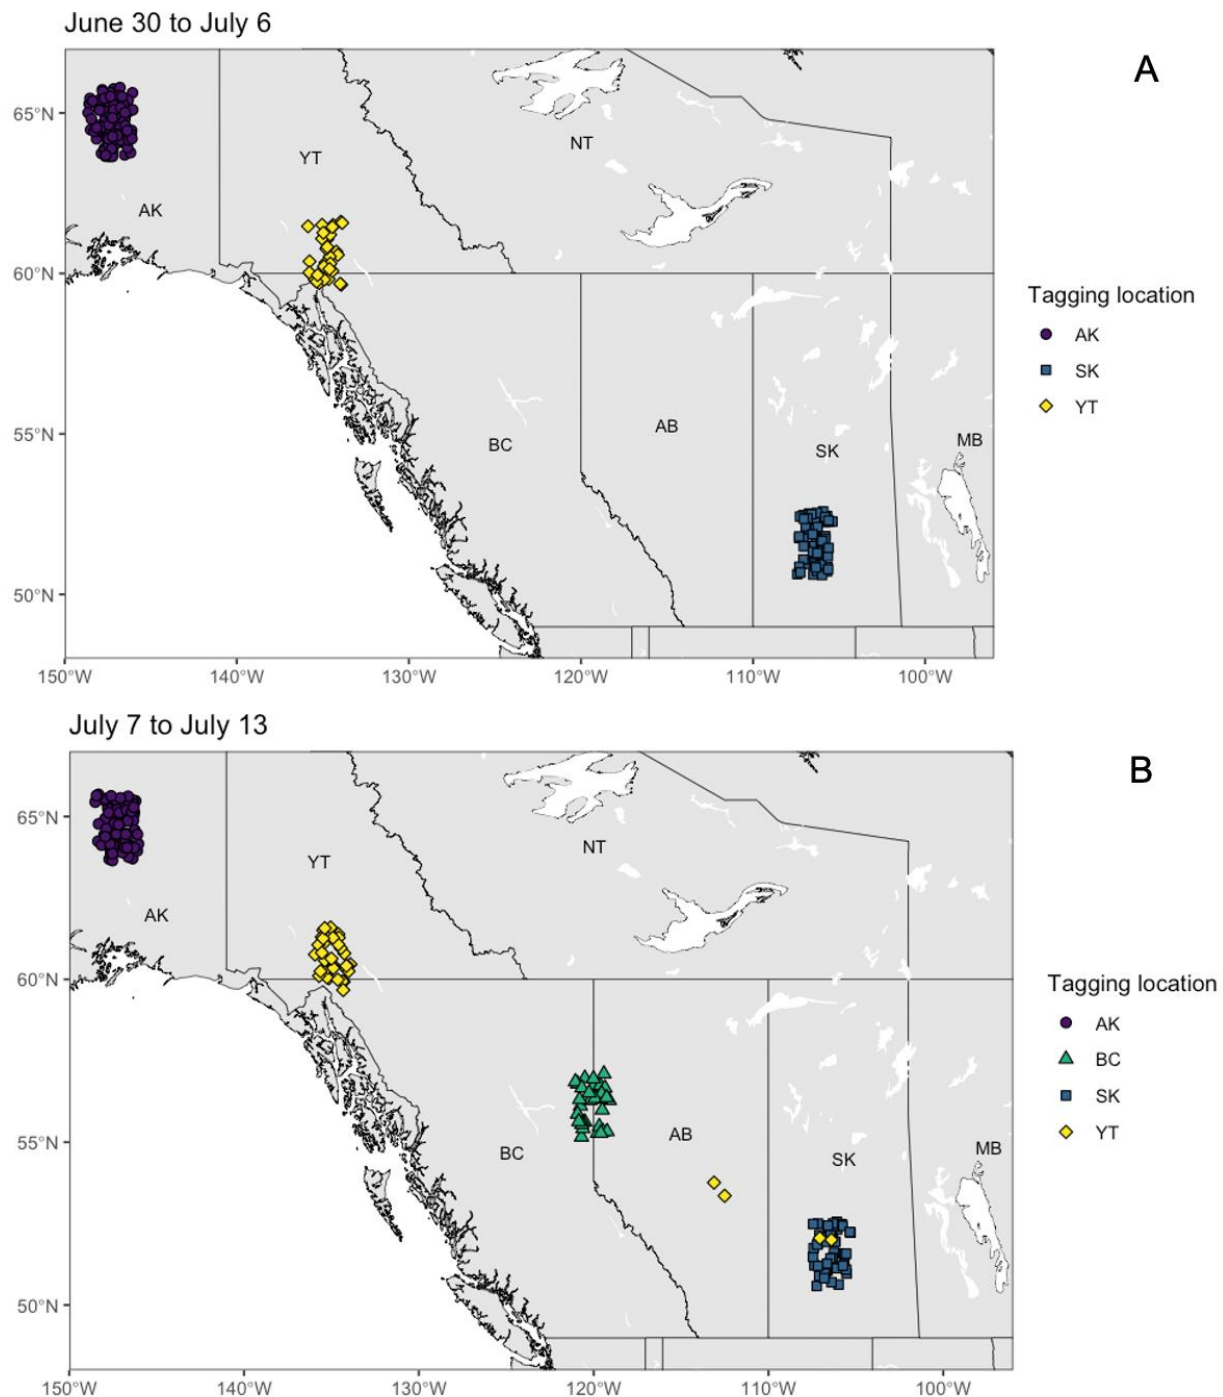 June 30 to July 6
A
65°N
60°N
55°N
50°N
AK
YT
NT
BC
AB
SK
MB
150°W 140°W 130°W 120°W 110°W 100°W
Tagging location
AK
SK
YT
July 7 to July 13
B
65°N
60°N
55°N
50°N
AK
YT
NT
BC
AB
SK
MB
150°W 140°W 130°W 120°W 110°W 100°W
Tagging location
AK
BC
SK
YT